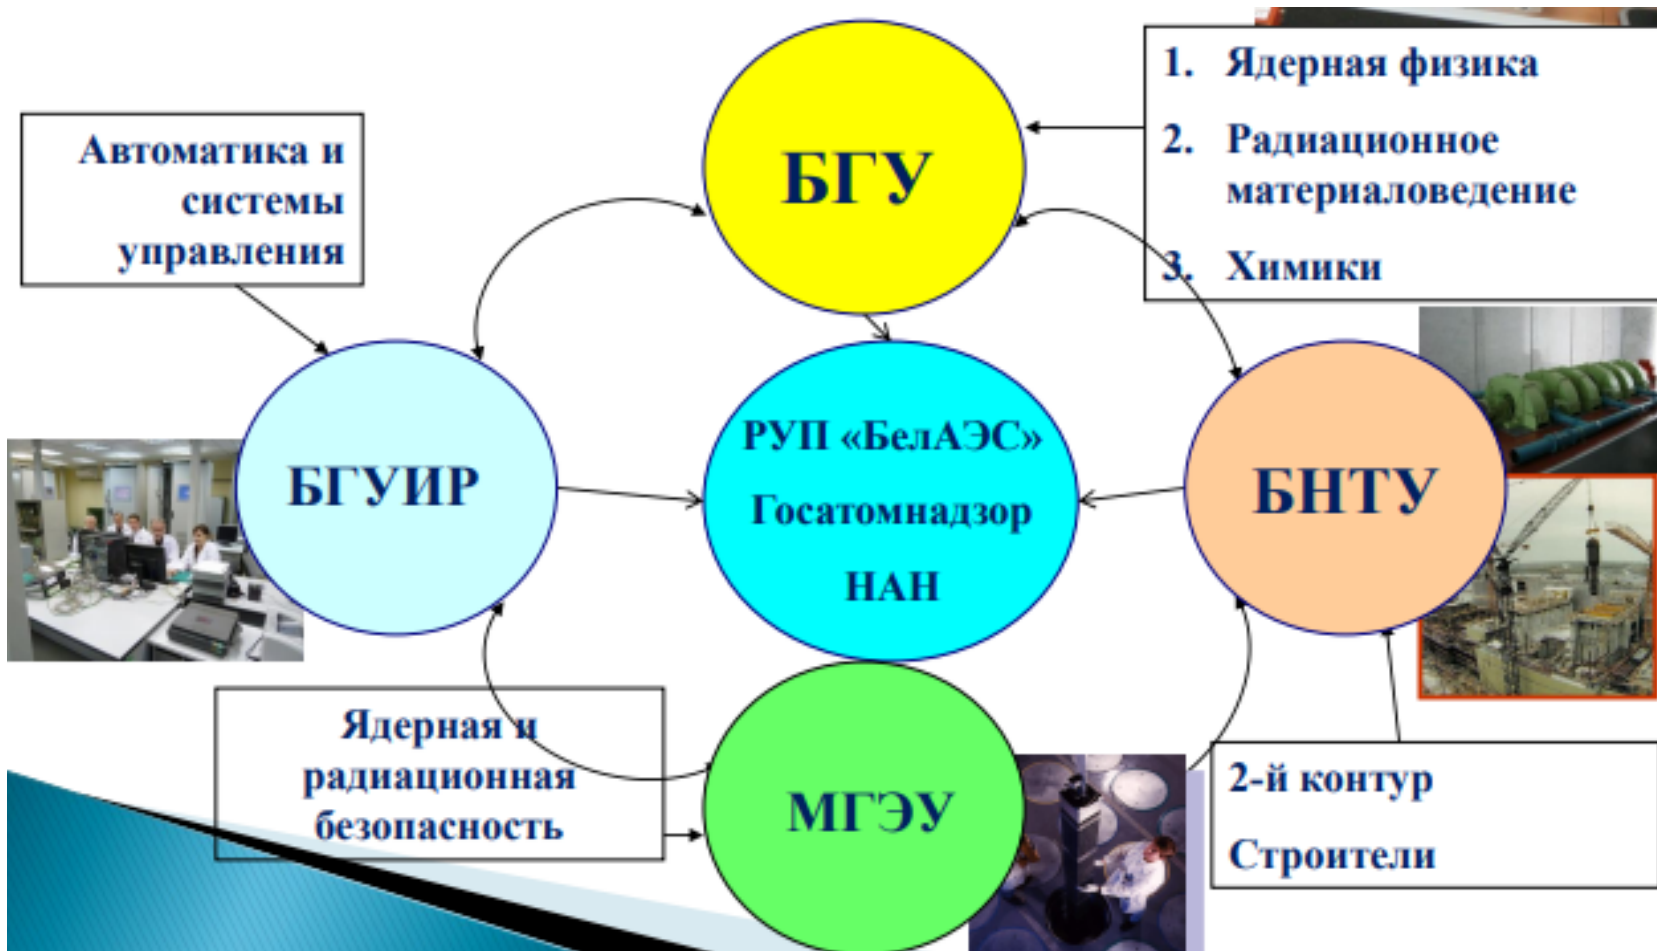 1. Ядерная физика
2. Радиационное
материаловедение
3. Химики
Автоматика и
системы
управления
БГУ
РУП «БелАЭС»
Госатомнадзор
НАН
БГУИР
БНТУ
Ядерная и
радиационная
безопасность
МГЭУ
2-й контур
Строители